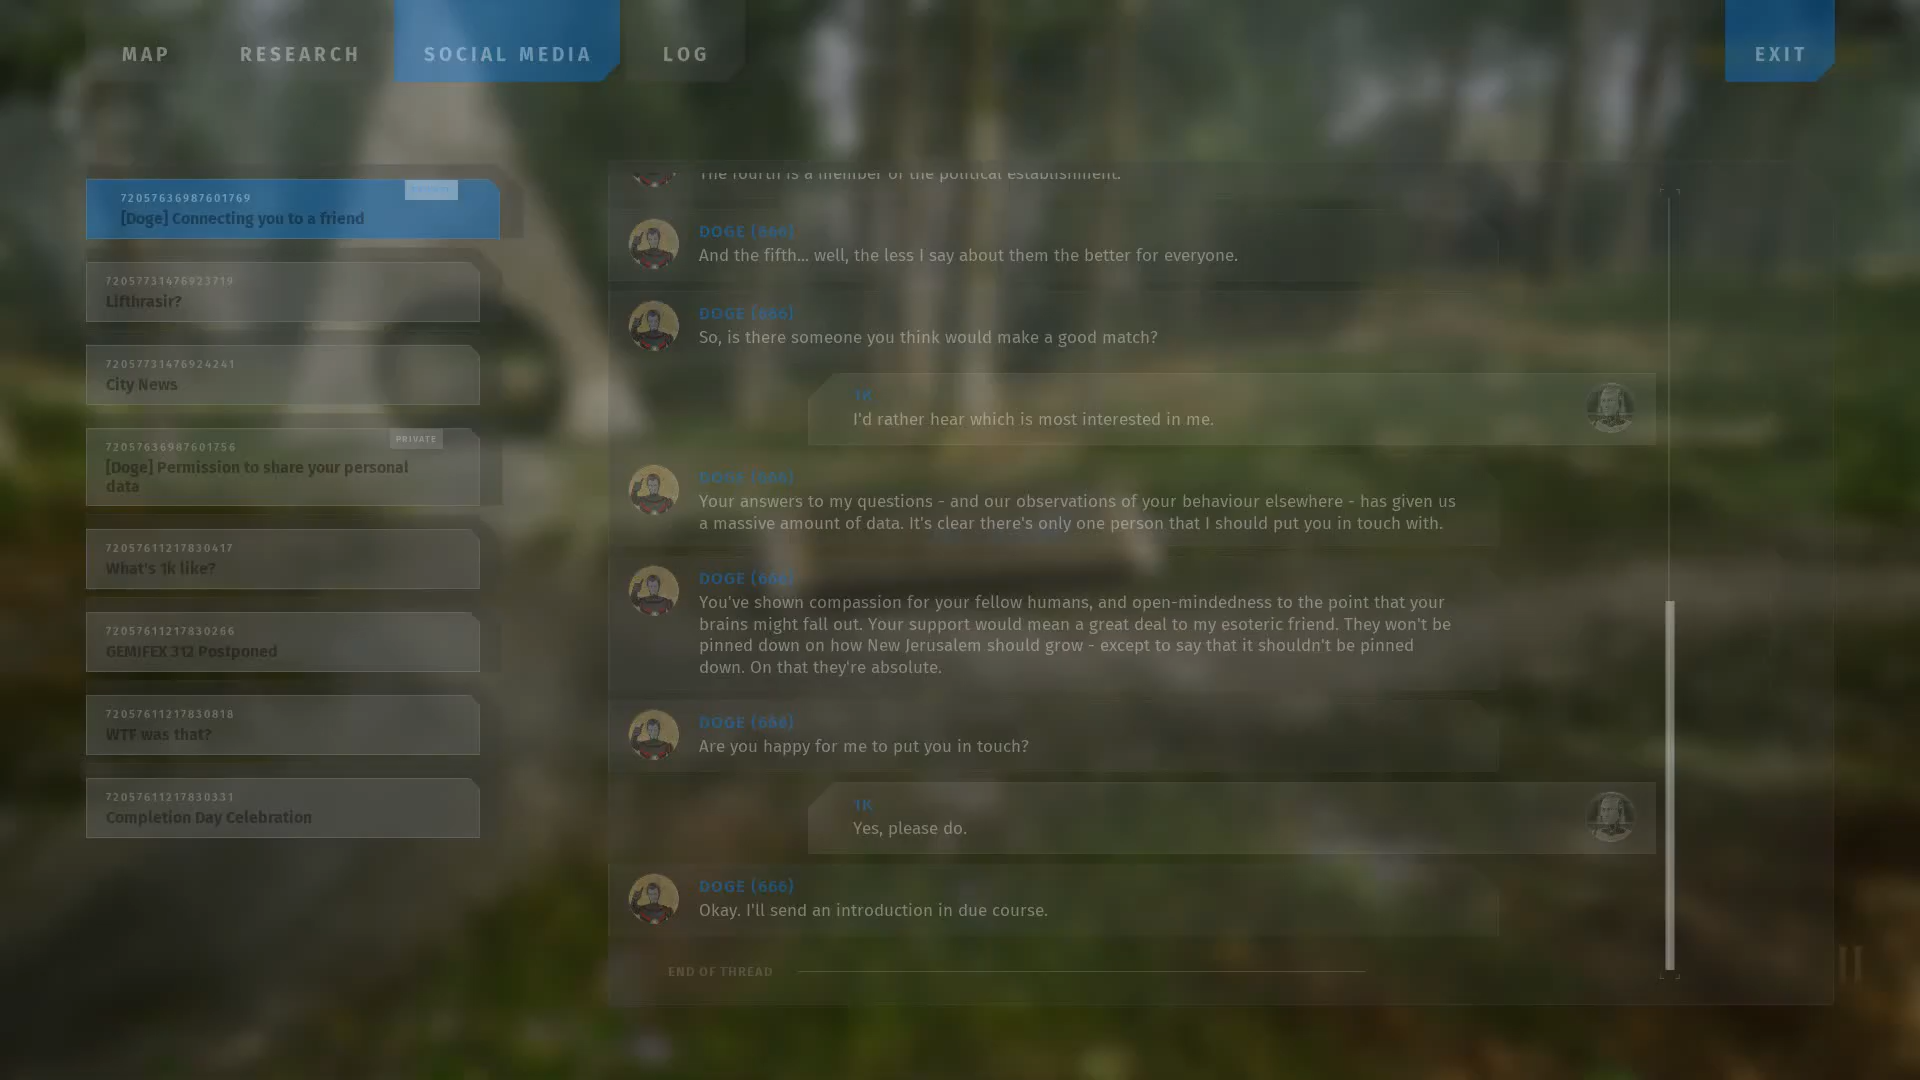 MAP
RESEARCH
SOCIAL MEDIA
LOG
EXIT
72057636987601769
PRIVATE
[Doge] Connecting you to a friend
72057731476923719
Lifthrasir?
72057731476924241
City News
72057636987601756
PRIVATE
[Doge] Permission to share your personal
data
72057611217830417
What's 1k like?
72057611217830266
GEMIFEX 312 Postponed
72057611217830818
WTF was that?
72057611217830331
Completion Day Celebration
The fourth is a member of the political establishment.
DOGE (666)
And the fifth... well, the less I say about them the better for everyone.
DOGE (666)
So, is there someone you think would make a good match?
1K
I'd rather hear which is most interested in me.
DOGE (666)
Your answers to my questions - and our observations of your behaviour elsewhere - has given us
a massive amount of data. It's clear there's only one person that I should put you in touch with.
DOGE (666)
You've shown compassion for your fellow humans, and open-mindedness to the point that your
brains might fall out. Your support would mean a great deal to my esoteric friend. They won't be
pinned down on how New Jerusalem should grow - except to say that it shouldn't be pinned
down. On that they're absolute.
DOGE (666)
Are you happy for me to put you in touch?
1K
Yes, please do.
DOGE (666)
Okay. I'll send an introduction in due course.
END OF THREAD